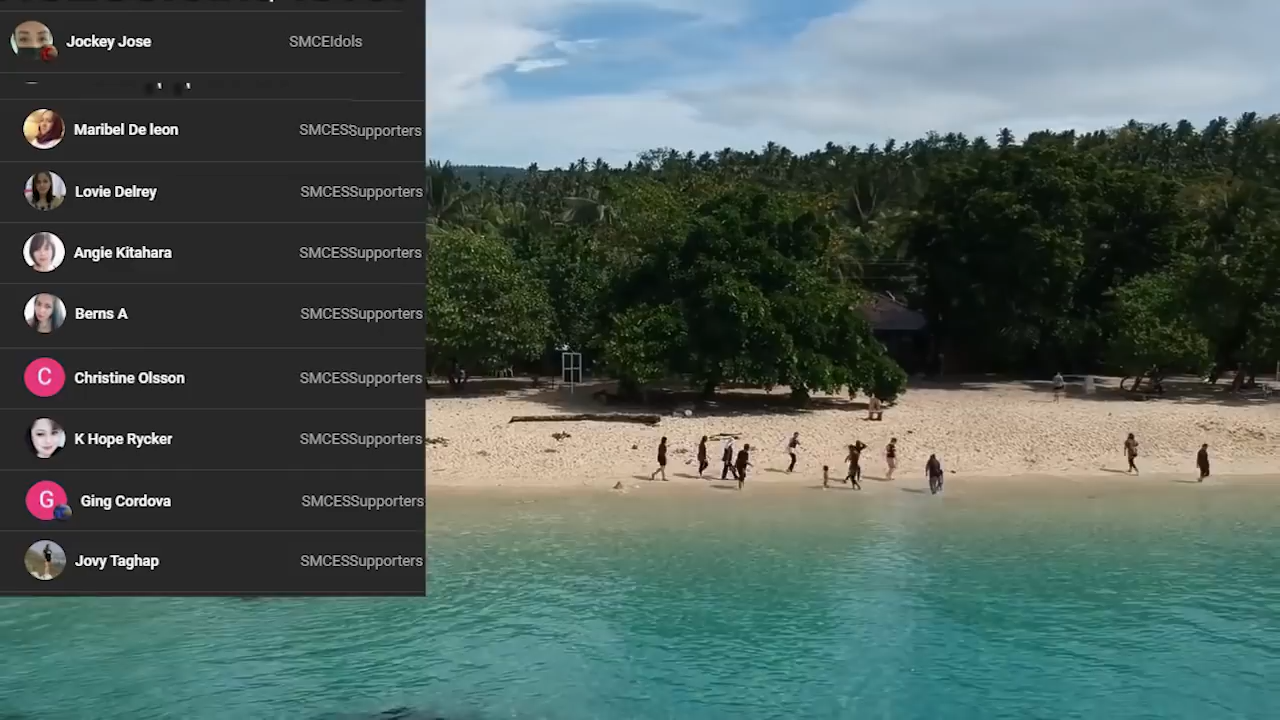 Jockey Jose SMCEIdols
Maribel De leon SMCESSupporters
Lovie Delrey SMCESSupporters
Angie Kitahara SMCESSupporters
Berns A SMCESSupporters
C Christine Olsson SMCESSupporters
K Hope Rycker SMCESSupporters
G Ging Cordova SMCESSupporters
Jovy Taghap SMCESSupporters